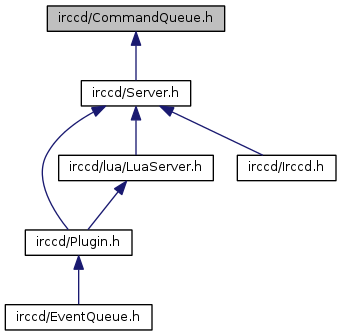 irccd/CommandQueue.h
irccd/Server.h
irccd/lua/LuaServer.h
irccd/Irccd.h
irccd/Plugin.h
irccd/EventQueue.h